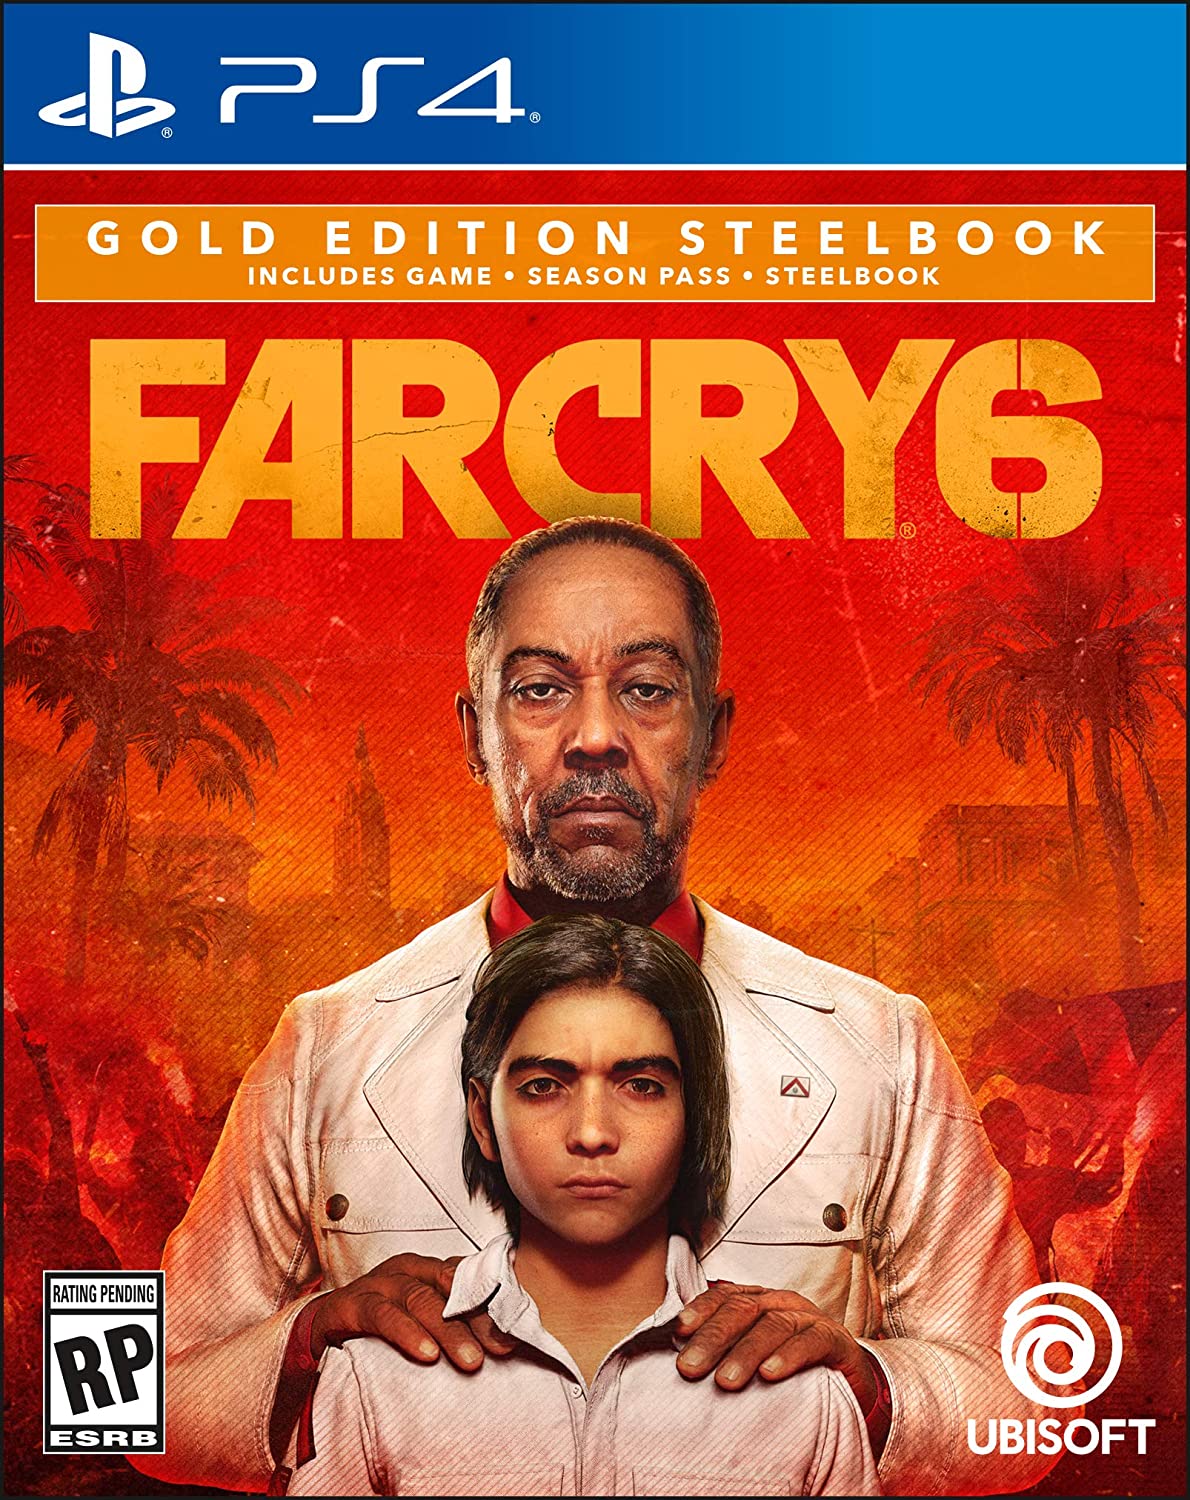 PS4®
GOLD EDITION STEELBOOK
INCLUDES GAME • SEASON PASS • STEELBOOK
FARCRY6®
RATING PENDING
RP
ESRB
UBISOFT